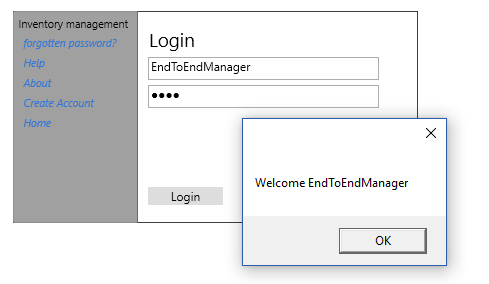 Inventory management
forgotten password?
Help
About
Create Account
Home
Login
EndToEndManager
●●●●
Login
Welcome EndToEndManager
OK